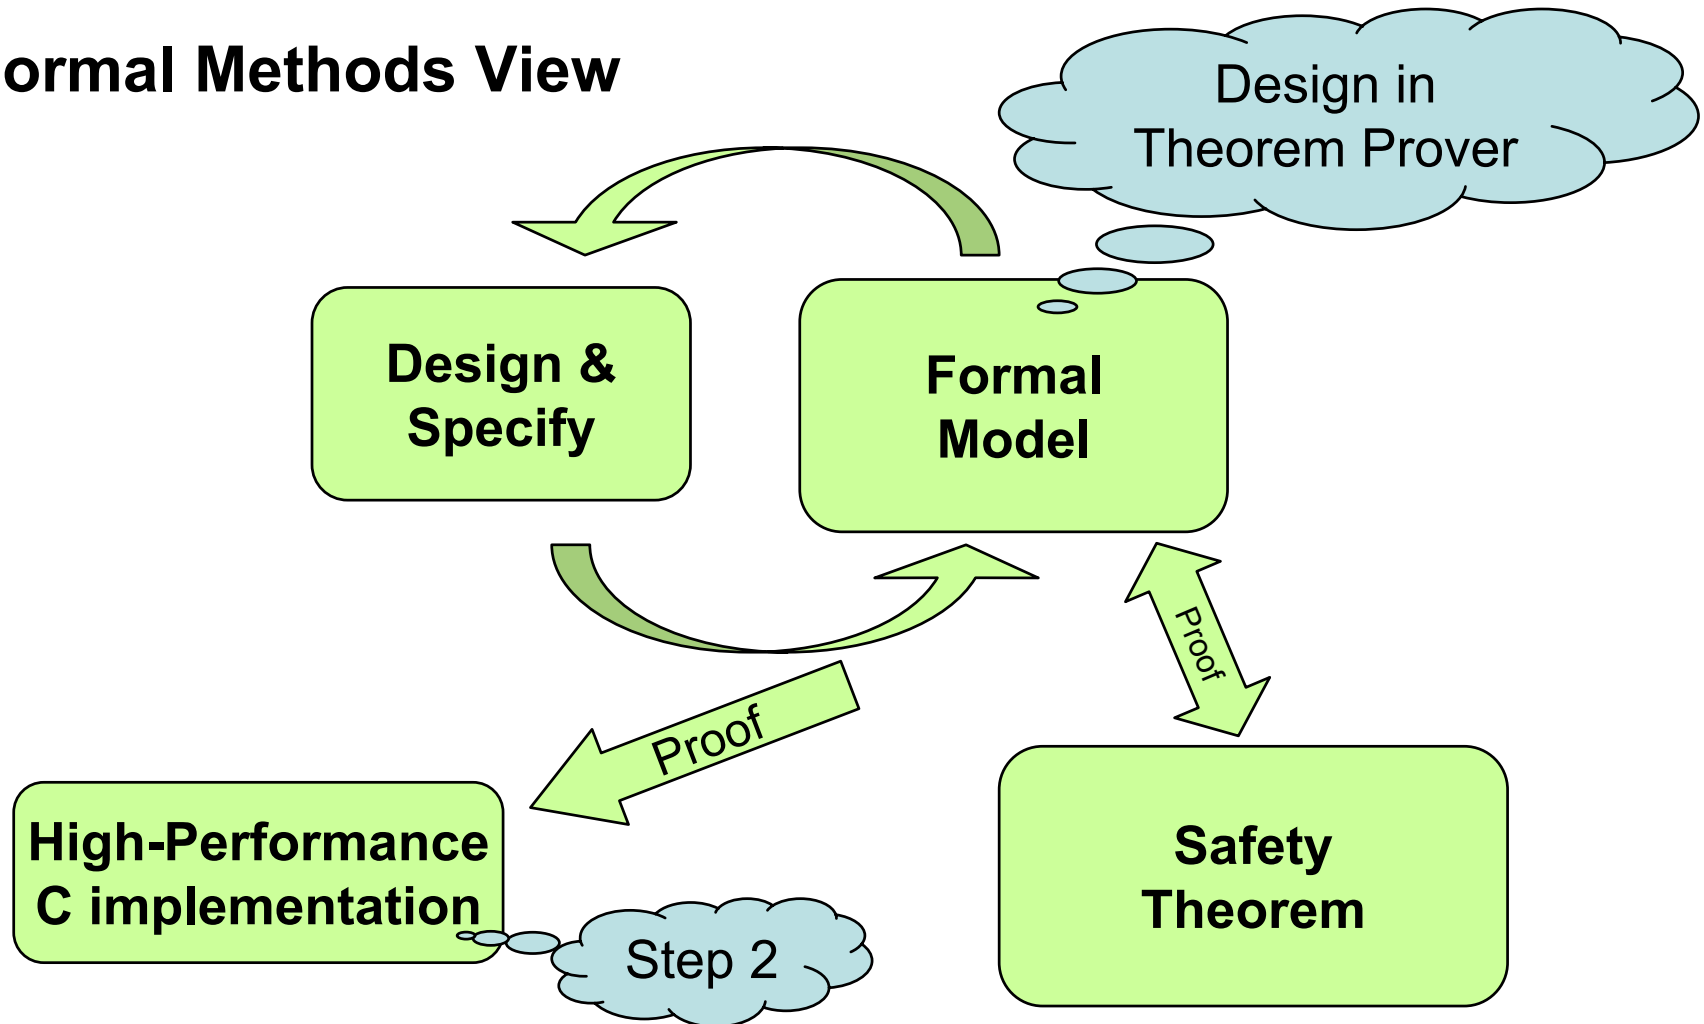 ormal Methods View
Design in
Theorem Prover
Design &
Specify
Formal
Model
Proof
Proof
High-Performance
C implementation
Safety
Theorem
Step 2